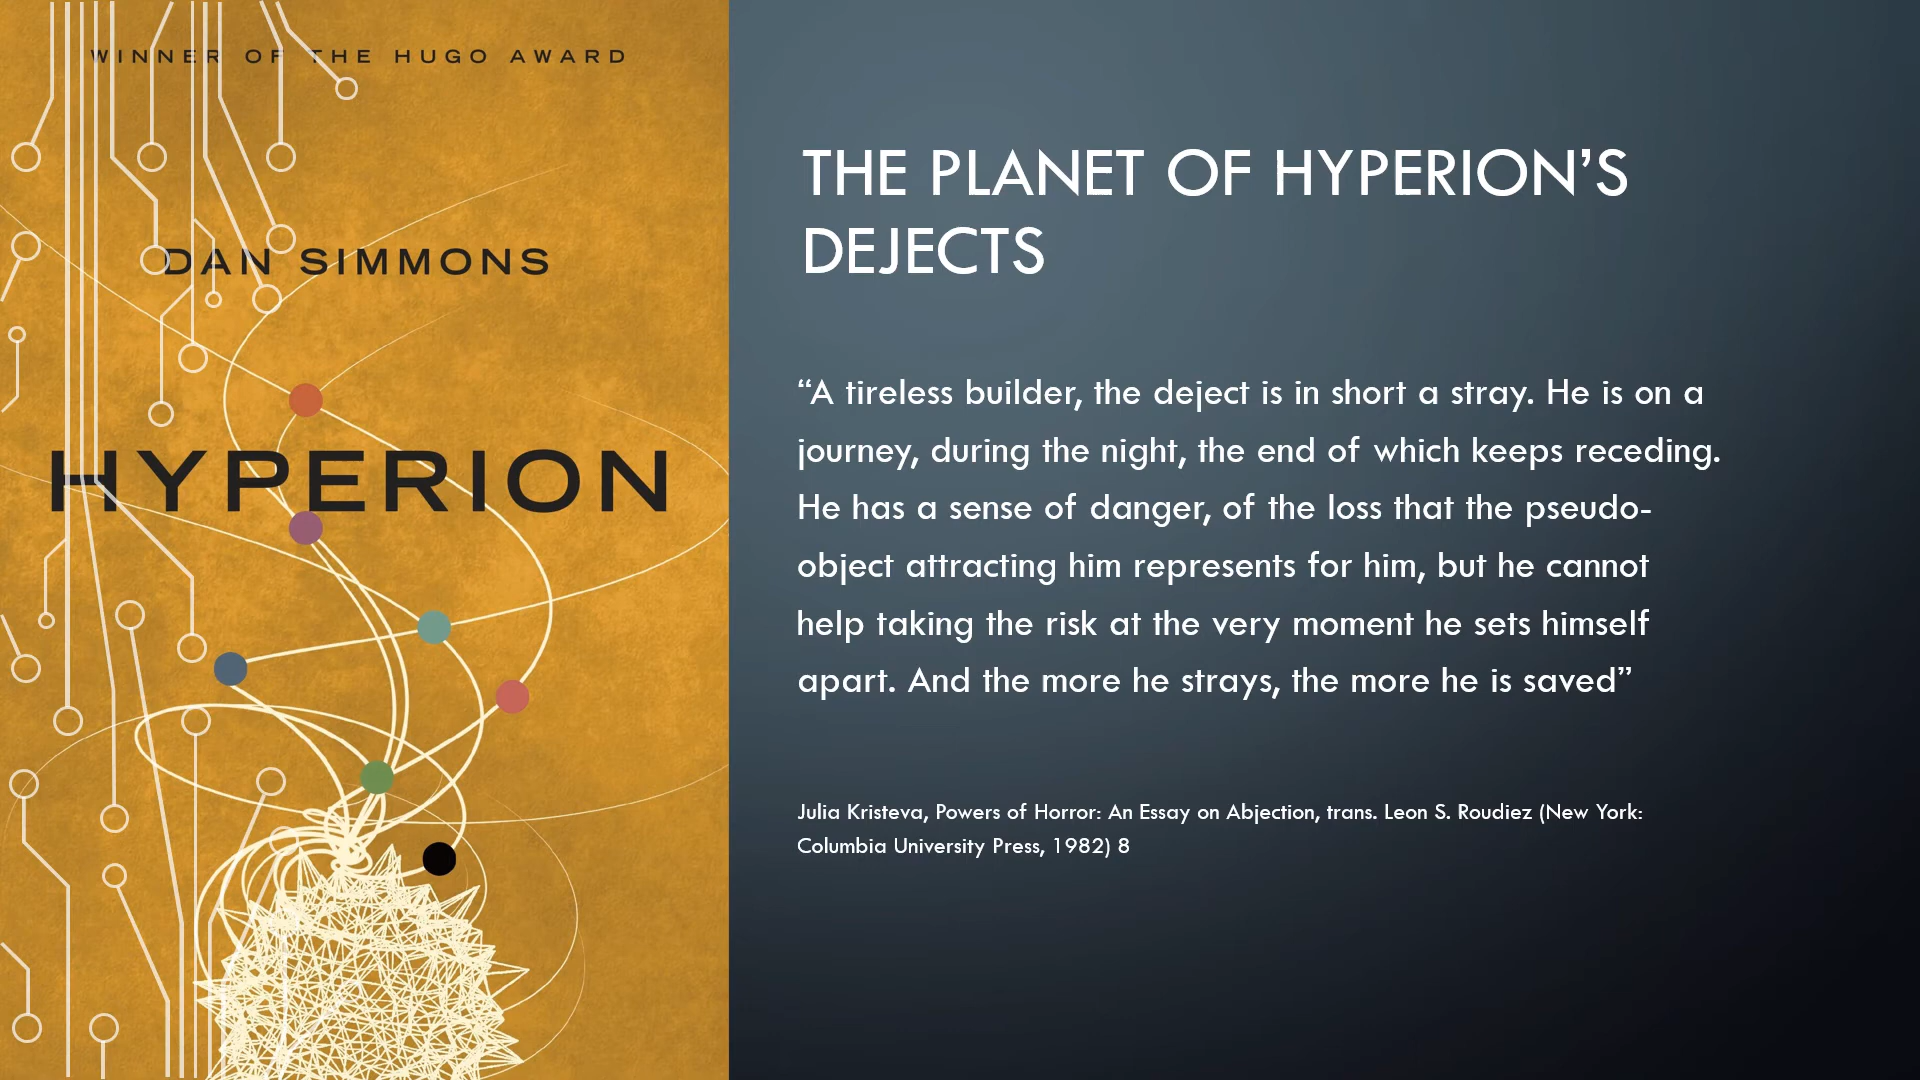 WINNER OF THE HUGO AWARD
DAN SIMMONS
HYPERION
THE PLANET OF HYPERION’S
DEJECTS
“A tireless builder, the deject is in short a stray. He is on a
journey, during the night, the end of which keeps receding.
He has a sense of danger, of the loss that the pseudo-
object attracting him represents for him, but he cannot
help taking the risk at the very moment he sets himself
apart. And the more he strays, the more he is saved”
Julia Kristeva, Powers of Horror: An Essay on Abjection, trans. Leon S. Roudiez (New York:
Columbia University Press, 1982) 8